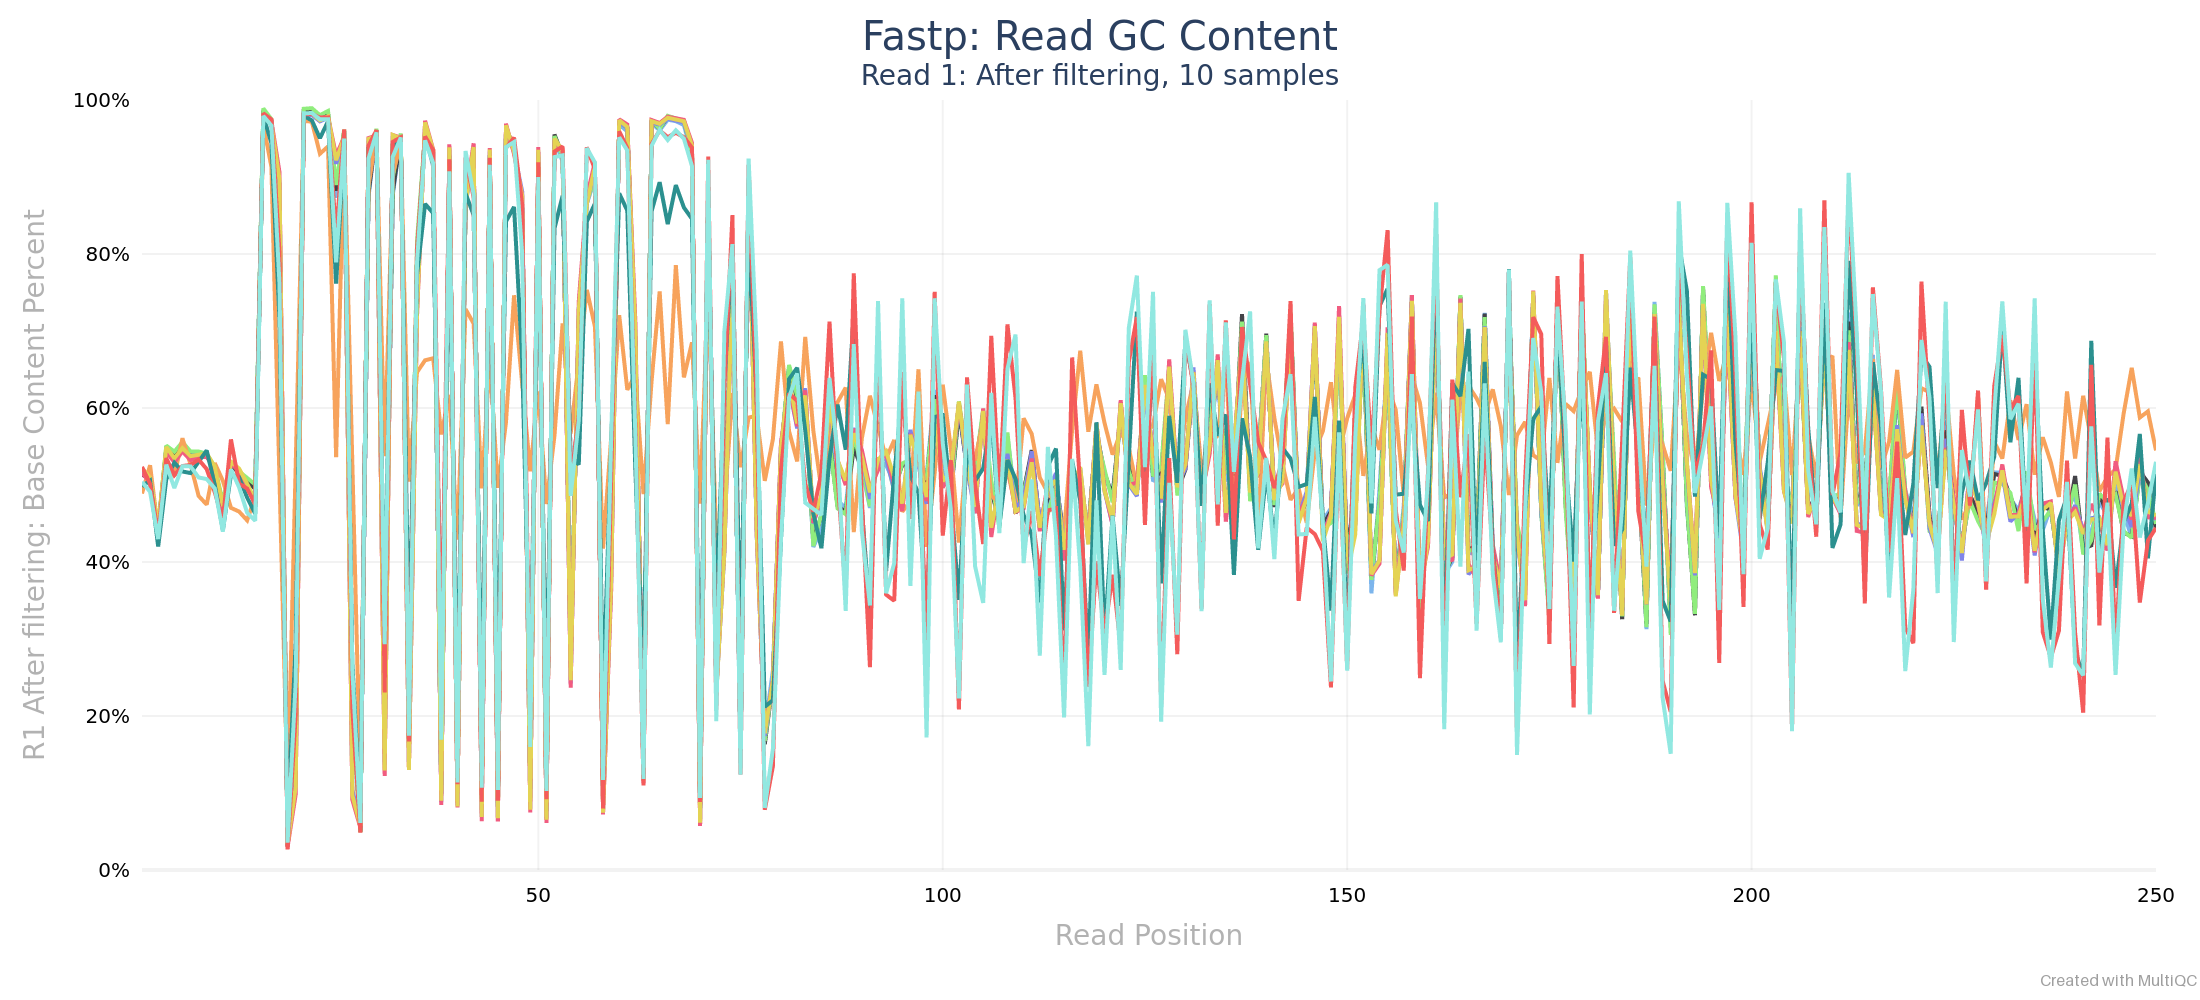 Fastp: Read GC Content
Read 1: After filtering, 10 samples
R1 After filtering: Base Content Percent
100%
80%
60%
40%
20%
0%
50
100
150
200
250
Read Position
Created with MultiQC